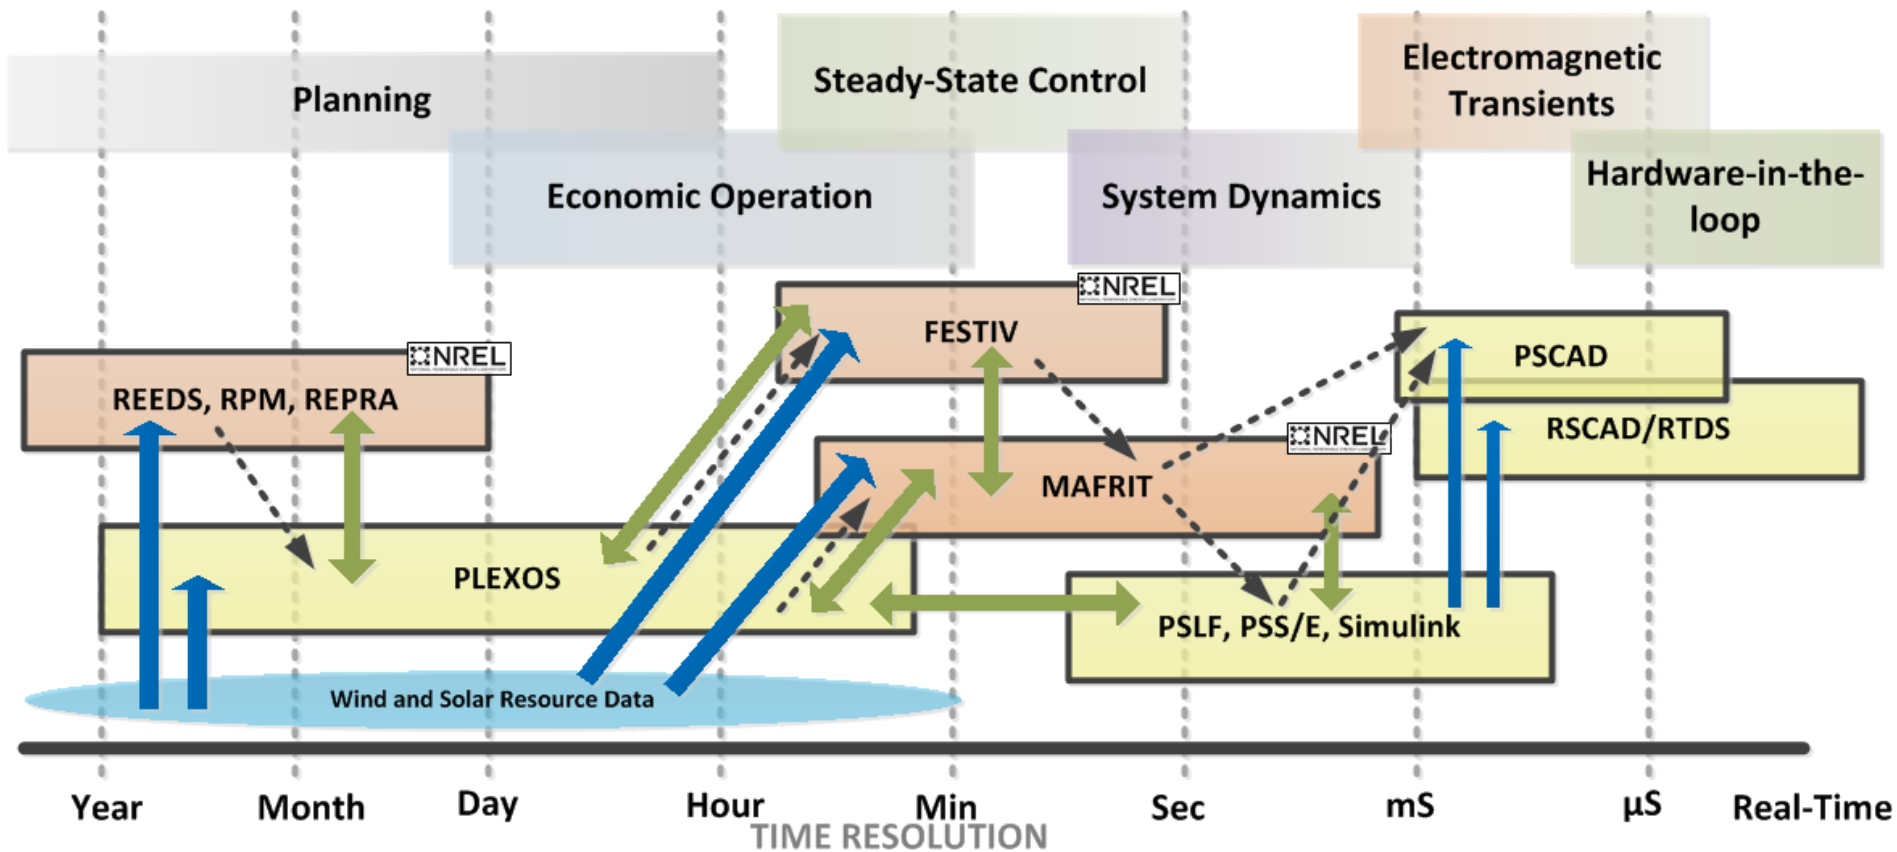 Planning
Steady-State Control
Electromagnetic
Transients
Economic Operation
System Dynamics
Hardware-in-the-
loop
NREL
FESTIV
NREL
REEDS, RPM, REPRA
PSCAD
RSCAD/RTDS
NREL
MAFRIT
PLEXOS
PSLF, PSS/E, Simulink
Wind and Solar Resource Data
Year
Month
Day
Hour
Min
Sec
mS
µS
Real-Time
TIME RESOLUTION